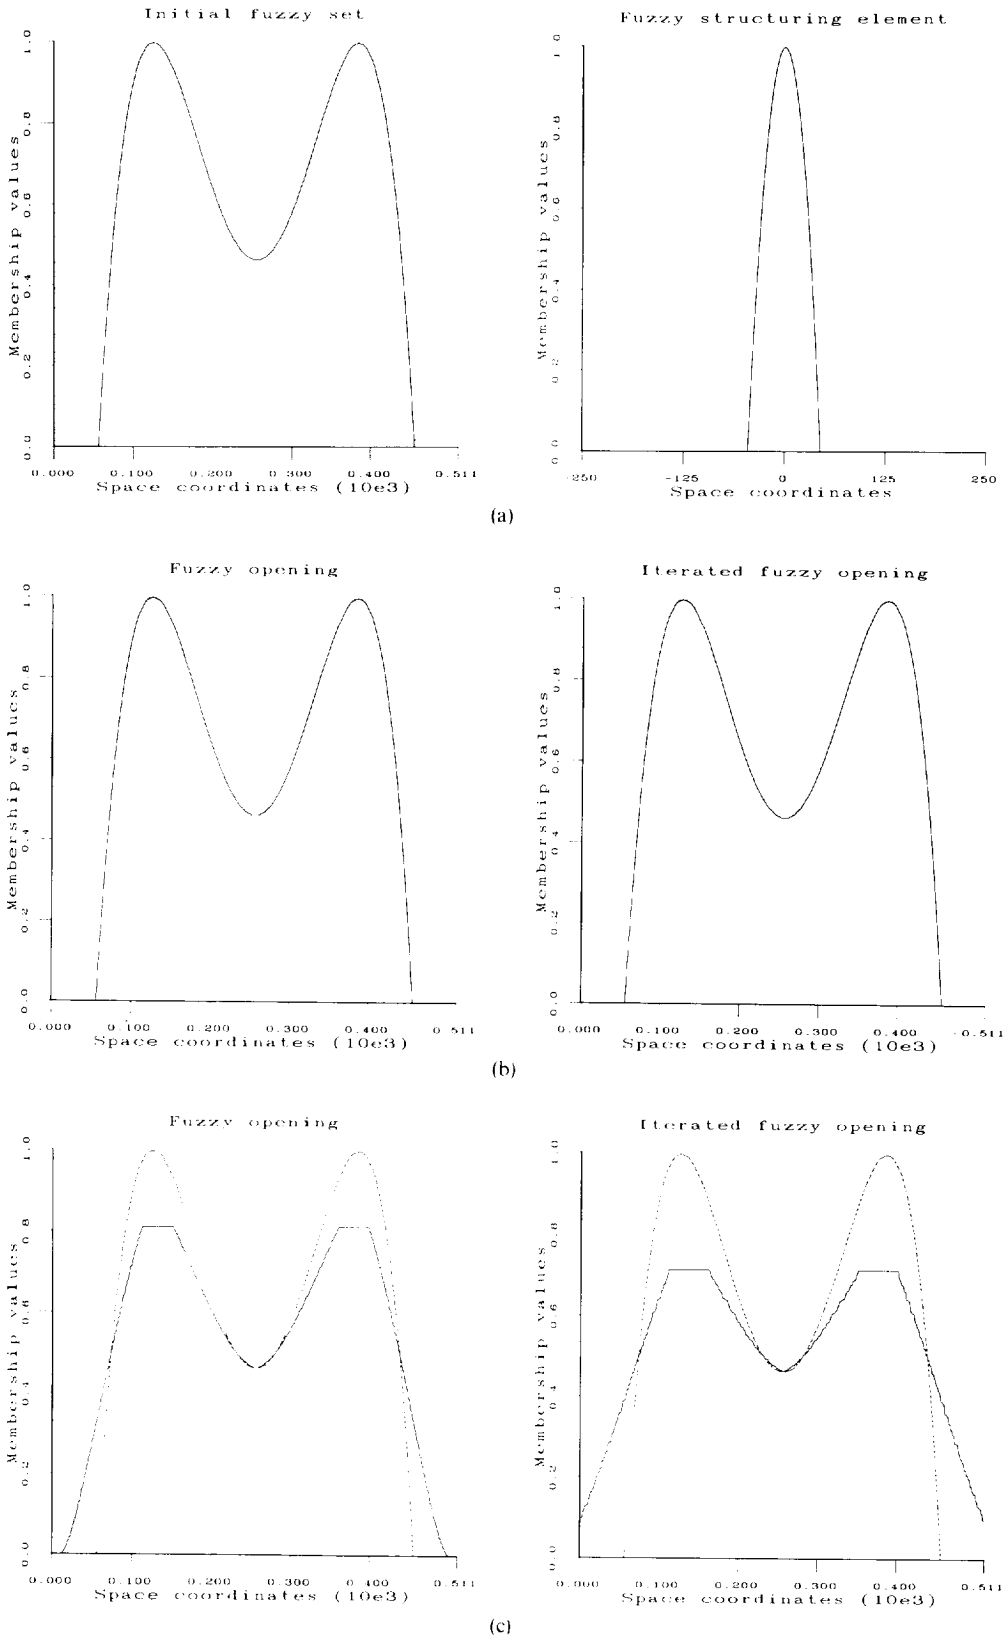 Initial fuzzy set
Fuzzy structuring element
Membership values
0.0 0.2 0.4 0.6 0.8 1.0
0.000 0.100 0.200 0.300 0.400 0.511
Space coordinates (10e3)
Membership values
0 0.2 0.4 0.6 0.8 1.0
-250 -125 0 125 250
Space coordinates
(a)
Fuzzy opening
Iterated fuzzy opening
Membership values
0.0 0.2 0.4 0.6 0.8 1.0
0.000 0.100 0.200 0.300 0.400 0.511
Space coordinates (10e3)
Membership values
0.0 0.2 0.4 0.6 0.8 1.0
0.000 0.100 0.200 0.300 0.400 0.511
Space coordinates (10e3)
(b)
Fuzzy opening
Iterated fuzzy opening
Membership values
0.0 0.2 0.4 0.6 0.8 1.0
0.000 0.100 0.200 0.300 0.400 0.511
Space coordinates (10e3)
Membership values
0.0 0.2 0.4 0.6 0.8 1.0
0.000 0.100 0.200 0.300 0.400 0.511
Space coordinates (10e3)
(c)